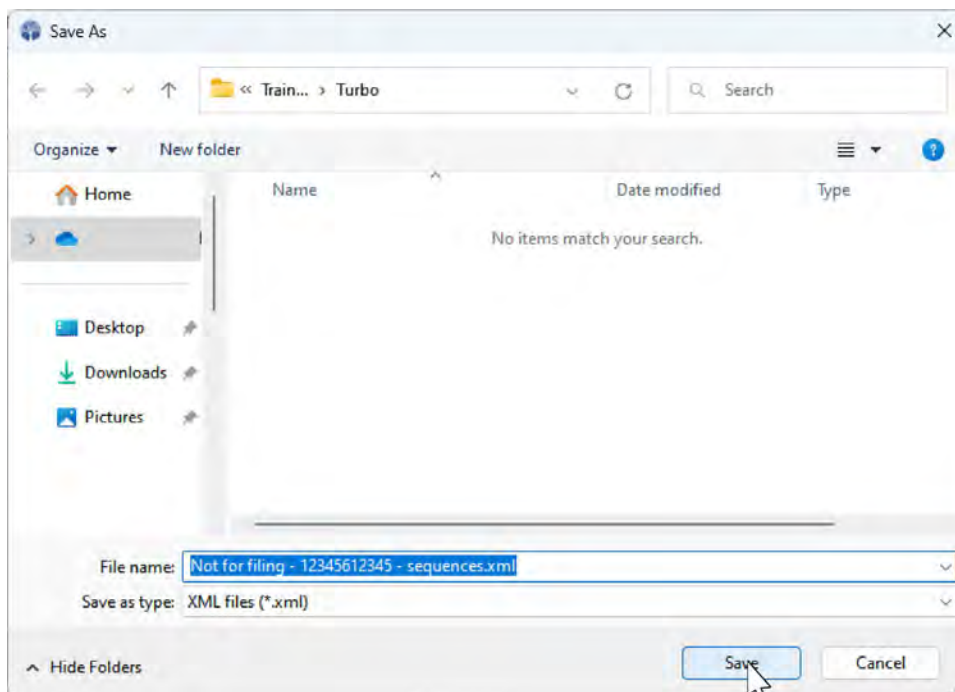 Save As
« Train... › Turbo
Search
Organize
New folder
?
Home
Name
Date modified
Type
No items match your search.
Desktop
Downloads
Pictures
File name: Not for filing - 12345612345 - sequences.xml
Save as type: XML files (*.xml)
Hide Folders
Save
Cancel